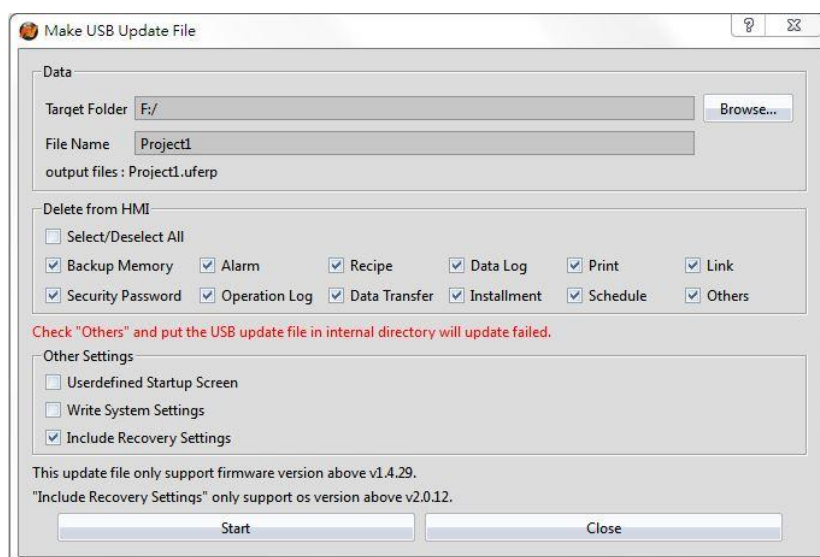 Make USB Update File
Data
Target Folder F:/ Browse...
File Name Project1
output files : Project1.uferp
Delete from HMI
Select/Deselect All
Backup Memory Alarm Recipe Data Log Print Link
Security Password Operation Log Data Transfer Installment Schedule Others
Check "Others" and put the USB update file in internal directory will update failed.
Other Settings
Userdefined Startup Screen
Write System Settings
Include Recovery Settings
This update file only support firmware version above v1.4.29.
"Include Recovery Settings" only support os version above v2.0.12.
Start Close